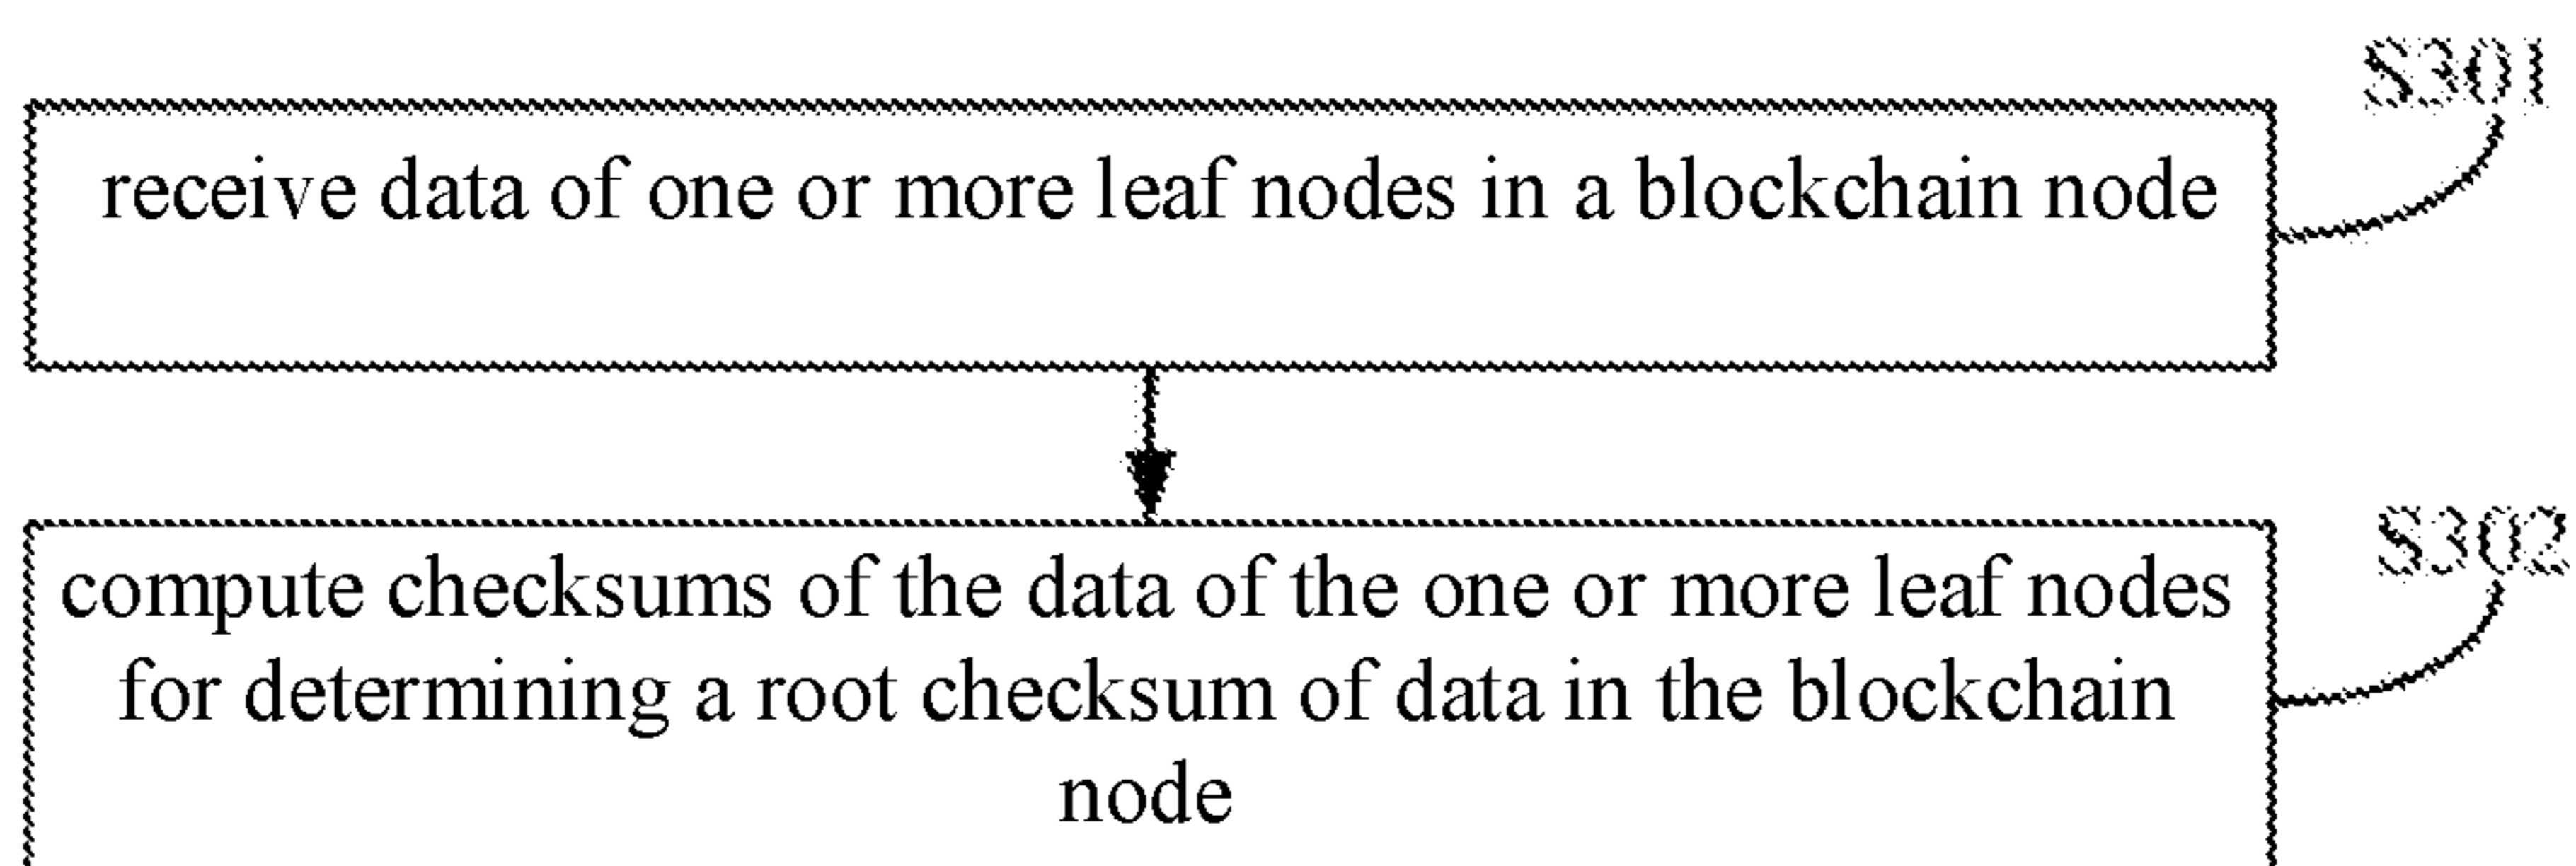 S301
receive data of one or more leaf nodes in a blockchain node
S302
compute checksums of the data of the one or more leaf nodes
for determining a root checksum of data in the blockchain
node